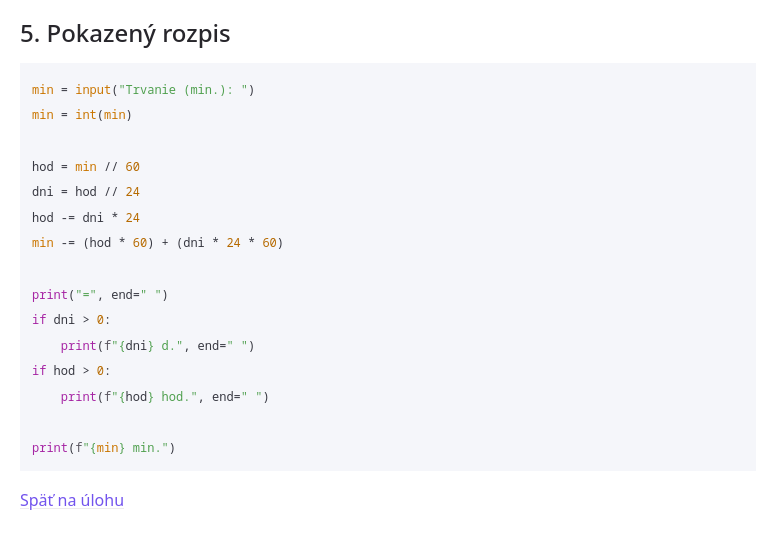 5. Pokazený rozpis
min = input("Trvanie (min.): ")
min = int(min)
hod = min // 60
dni = hod // 24
hod -= dni * 24
min -= (hod * 60) + (dni * 24 * 60)
print("=", end=" ")
if dni > 0:
    print(f"{dni} d.", end=" ")
if hod > 0:
    print(f"{hod} hod.", end=" ")
print(f"{min} min.")
Späť na úlohu